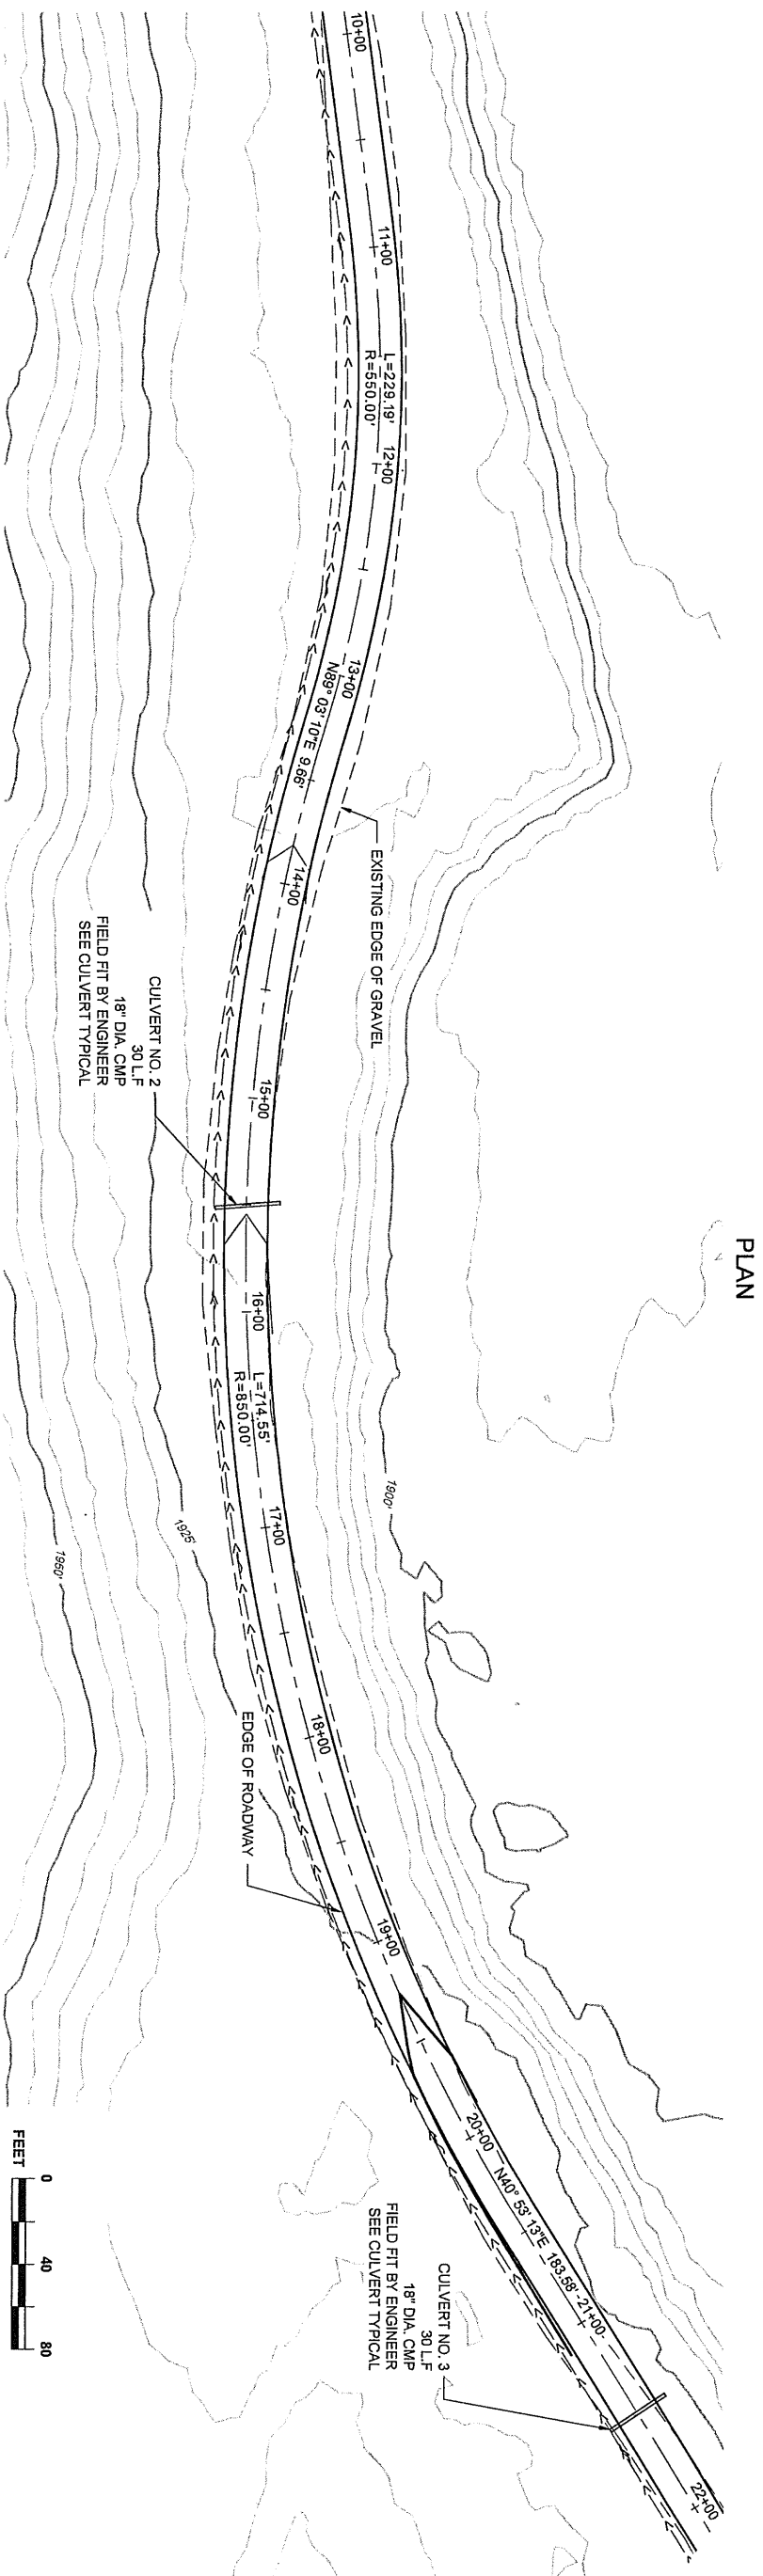 PLAN
10+00
11+00
L=229.19'
R=550.00'
12+00
13+00
N89° 03' 10"E 9.66'
14+00
EXISTING EDGE OF GRAVEL
15+00
CULVERT NO. 2
30 L.F
18" DIA. CMP
FIELD FIT BY ENGINEER
SEE CULVERT TYPICAL
16+00
L=714.55'
R=850.00'
1900'
17+00
1925'
1950'
18+00
EDGE OF ROADWAY
19+00
20+00
N40° 53' 13"E 183.58'
21+00
CULVERT NO. 3
30 L.F
18" DIA. CMP
FIELD FIT BY ENGINEER
SEE CULVERT TYPICAL
22+00
FEET
0 40 80